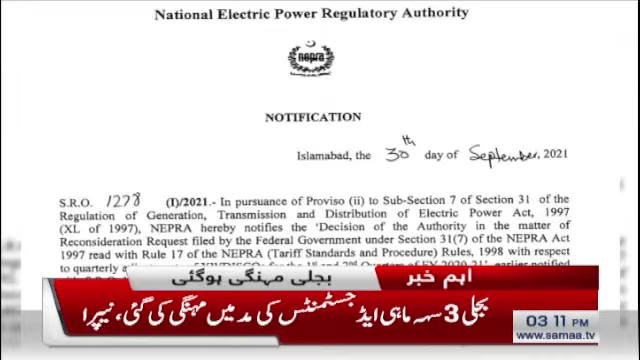 National Electric Power Regulatory Authority
nepra
NOTIFICATION
Islamabad, the 30th day of September, 2021
S.R.O. 1278 (I)/2021.- In pursuance of Proviso (ii) to Sub-Section 7 of Section 31 of the
Regulation of Generation, Transmission and Distribution of Electric Power Act, 1997
(XL of 1997), NEPRA hereby notifies the 'Decision of the Authority in the matter of
Reconsideration Request filed by the Federal Government under Section 31(7) of the NEPRA Act
1997 read with Rule 17 of the NEPRA (Tariff Standards and Procedure) Rules, 1998 with respect
to quarterly
earlier notified
اہم خبر
بجلی مہنگی ہوگئی
بجلی 3 سہ ماہی ایڈجسٹمنٹس کی مد میں مہنگی کی گئی، نیپرا
03 11 PM
www.samaa.tv